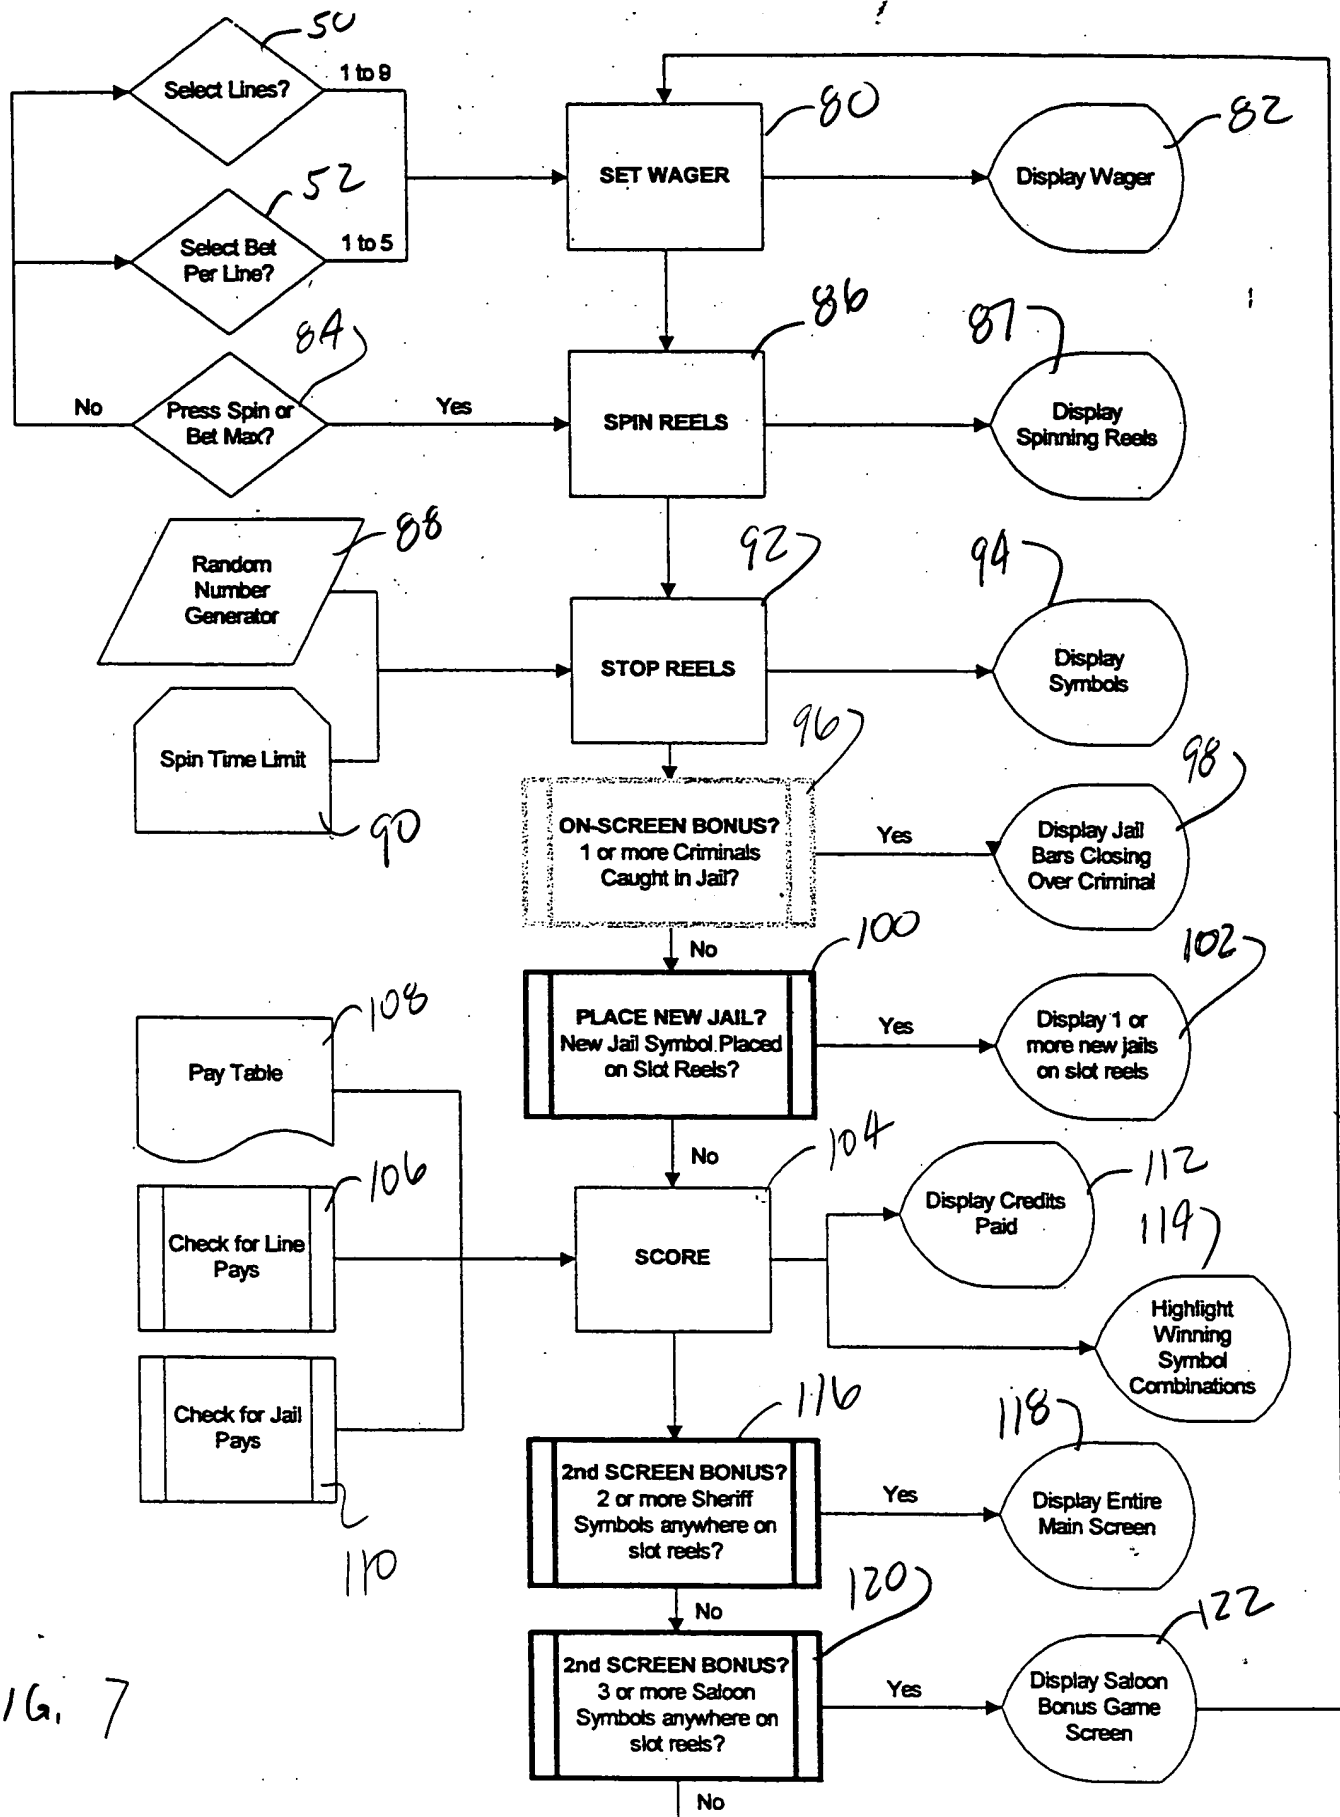 50
Select Lines?
1 to 9
80
SET WAGER
82
Display Wager
52
Select Bet
Per Line?
1 to 5
84
Press Spin or
Bet Max?
No
Yes
86
SPIN REELS
87
Display
Spinning Reels
88
Random
Number
Generator
92
STOP REELS
94
Display
Symbols
Spin Time Limit
90
96
ON-SCREEN BONUS?
1 or more Criminals
Caught in Jail?
Yes
98
Display Jail
Bars Closing
Over Criminal
No
100
PLACE NEW JAIL?
New Jail Symbol Placed
on Slot Reels?
Yes
102
Display 1 or
more new jails
on slot reels
No
108
Pay Table
106
Check for Line
Pays
104
SCORE
112
Display Credits
Paid
114
Highlight
Winning
Symbol
Combinations
Check for Jail
Pays
110
116
2nd SCREEN BONUS?
2 or more Sheriff
Symbols anywhere on
slot reels?
Yes
118
Display Entire
Main Screen
No
120
2nd SCREEN BONUS?
3 or more Saloon
Symbols anywhere on
slot reels?
Yes
122
Display Saloon
Bonus Game
Screen
No
IG. 7